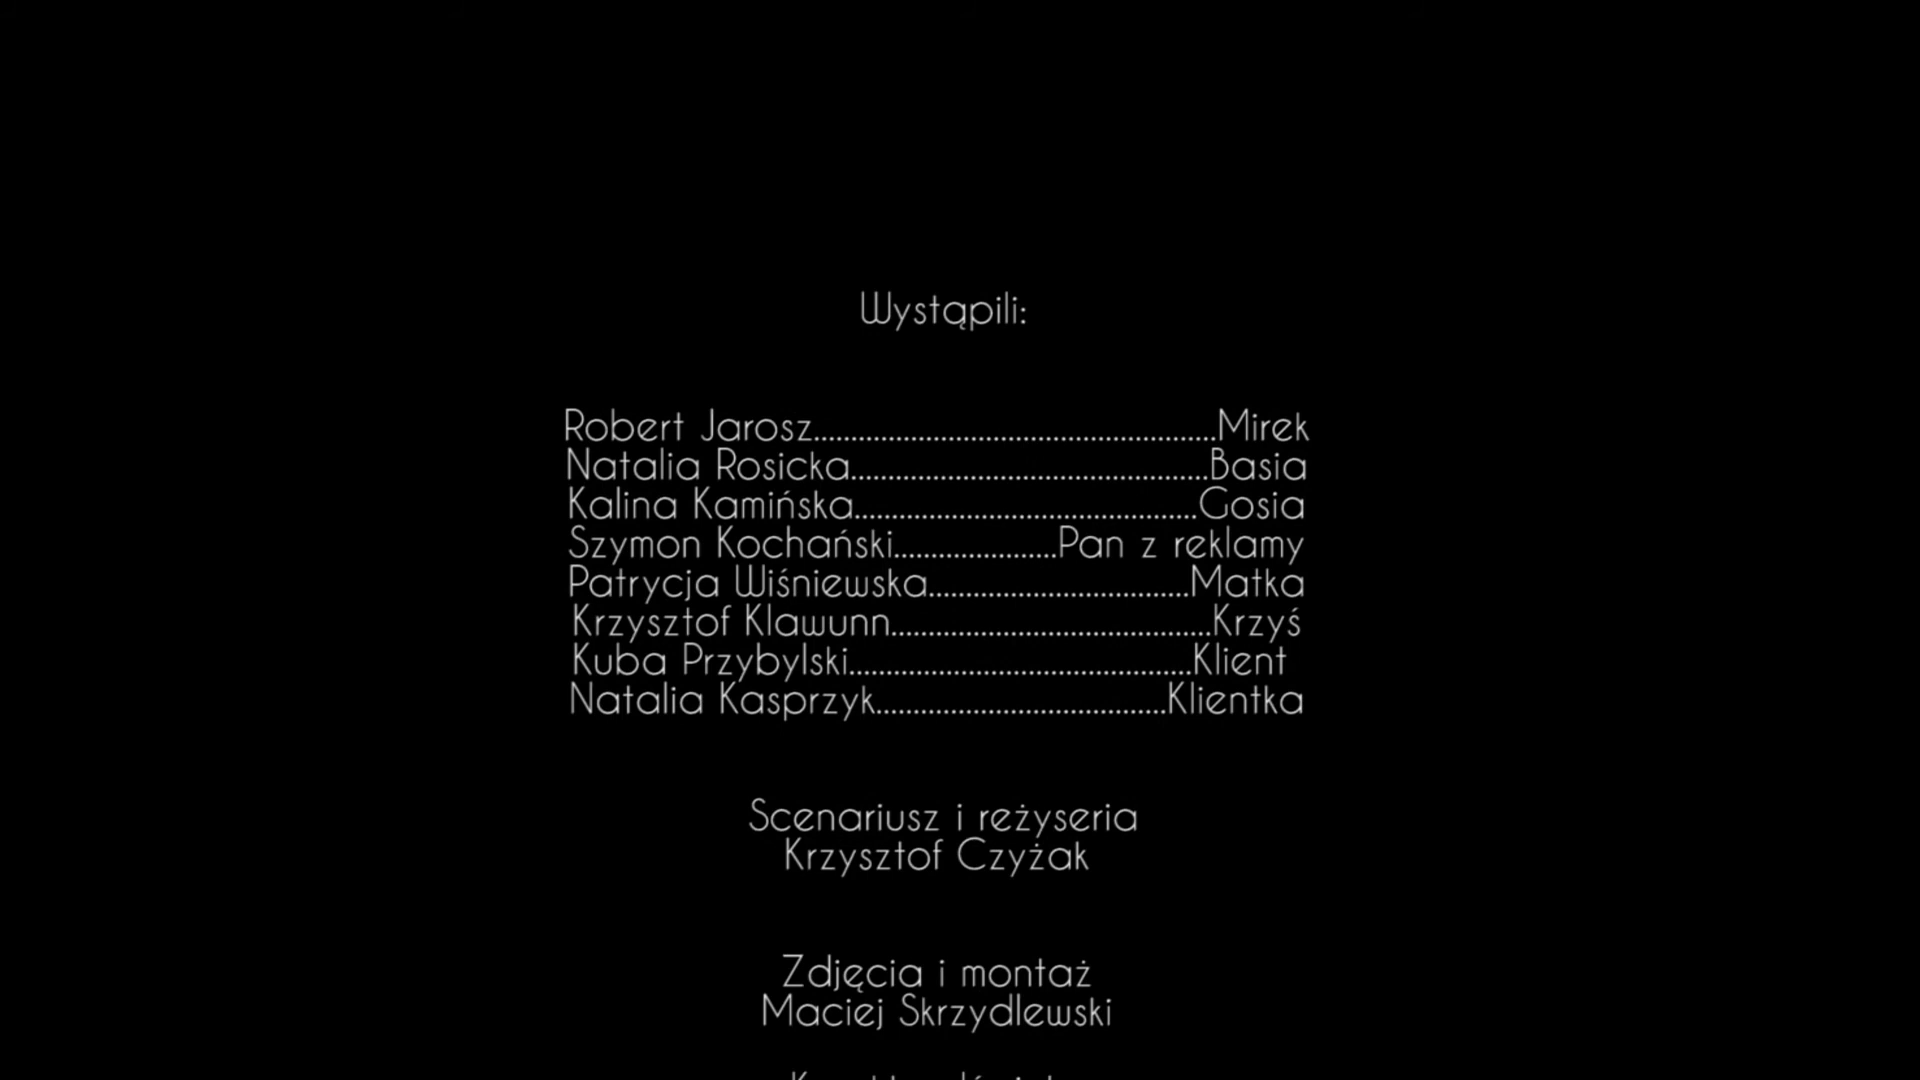 Wystąpili:
Robert Jarosz......................................................Mirek
Natalia Rosicka................................................Basia
Kalina Kamińska..............................................Gosia
Szymon Kochański......................Pan z reklamy
Patrycja Wiśniewska...................................Matka
Krzysztof Klawunn...........................................Krzyś
Kuba Przybylski..............................................Klient
Natalia Kasprzyk.......................................Klientka
Scenariusz i reżyseria
Krzysztof Czyżak
Zdjęcia i montaż
Maciej Skrzydlewski